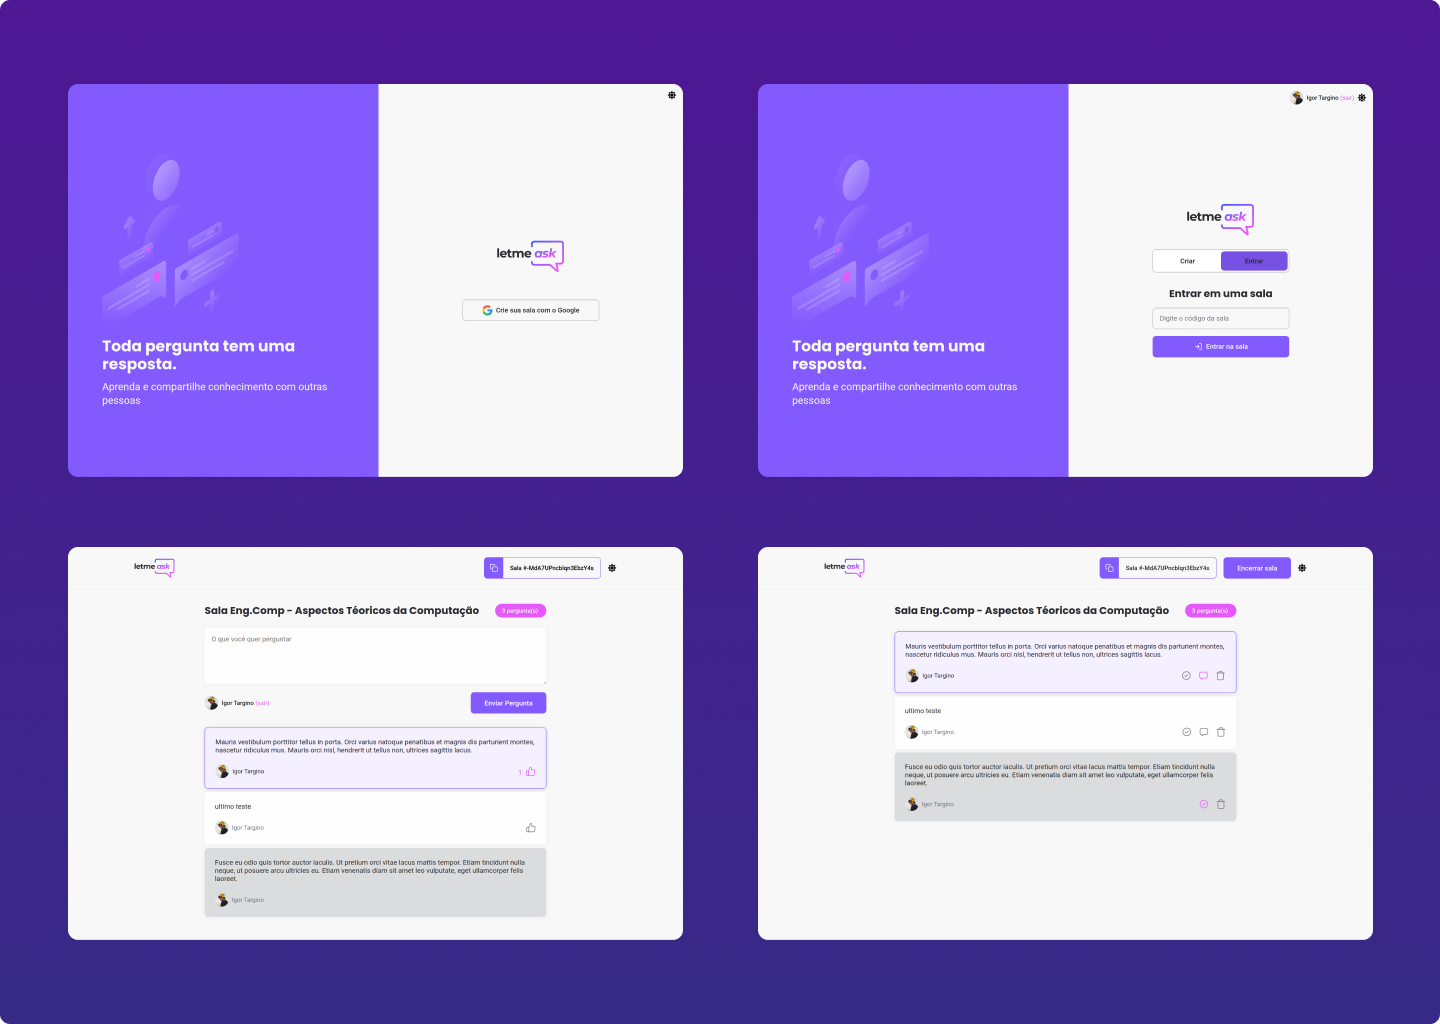 letme ask
Crie sua sala com o Google
Toda pergunta tem uma
resposta.
Aprenda e compartilhe conhecimento com outras
pessoas
Igor Targino (sair)
letme ask
Criar
Entrar
Entrar em uma sala
Digite o código da sala
Entrar na sala
Toda pergunta tem uma
resposta.
Aprenda e compartilhe conhecimento com outras
pessoas
letme ask
Sala #-MdA7UPncblqn3EbzY4s
Sala Eng.Comp - Aspectos Téoricos da Computação
3 pergunta(s)
O que você quer perguntar
Igor Targino (sair)
Enviar Pergunta
Mauris vestibulum porttitor tellus in porta. Orci varius natoque penatibus et magnis dis parturient montes,
nascetur ridiculus mus. Mauris orci nisl, hendrerit ut tellus non, ultrices sagittis lacus.
Igor Targino
1
ultimo teste
Igor Targino
Fusce eu odio quis tortor auctor iaculis. Ut pretium orci vitae lacus mattis tempor. Etiam tincidunt nulla
neque, ut posuere arcu ultricies eu. Etiam venenatis diam sit amet leo vulputate, eget ullamcorper felis
laoreet.
Igor Targino
letme ask
Sala #-MdA7UPncblqn3EbzY4s
Encerrar sala
Sala Eng.Comp - Aspectos Téoricos da Computação
3 pergunta(s)
Mauris vestibulum porttitor tellus in porta. Orci varius natoque penatibus et magnis dis parturient montes,
nascetur ridiculus mus. Mauris orci nisl, hendrerit ut tellus non, ultrices sagittis lacus.
Igor Targino
ultimo teste
Igor Targino
Fusce eu odio quis tortor auctor iaculis. Ut pretium orci vitae lacus mattis tempor. Etiam tincidunt nulla
neque, ut posuere arcu ultricies eu. Etiam venenatis diam sit amet leo vulputate, eget ullamcorper felis
laoreet.
Igor Targino